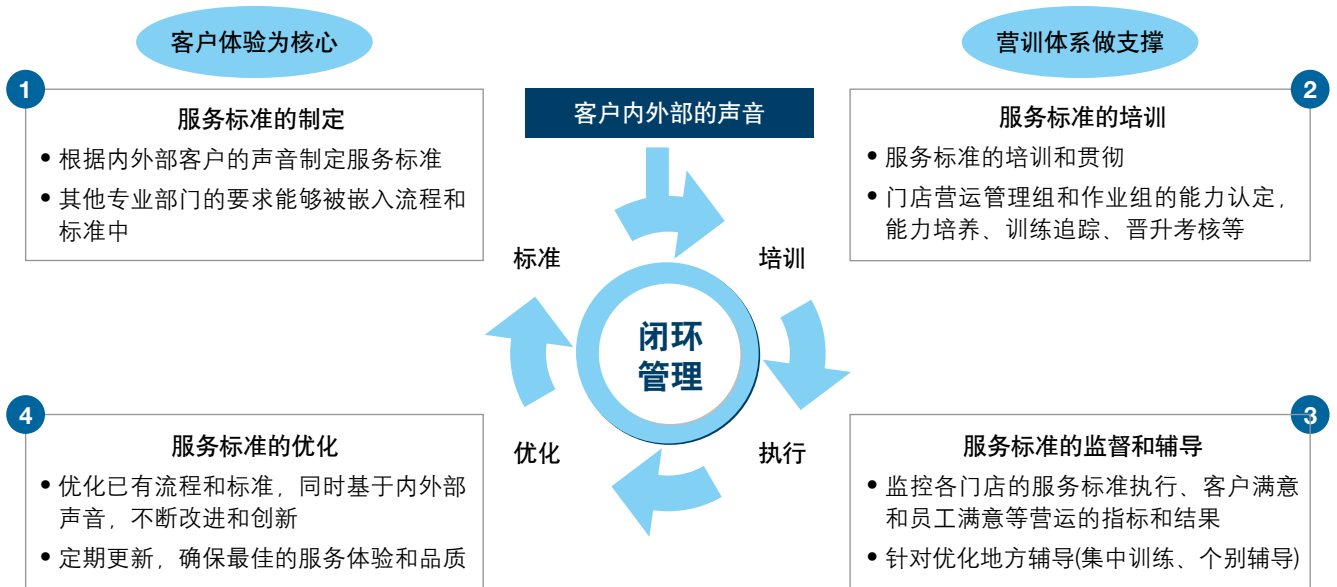 客户体验为核心
营训体系做支撑
1
服务标准的制定
• 根据内外部客户的声音制定服务标准
• 其他专业部门的要求能够被嵌入流程和
标准中
客户内外部的声音
2
服务标准的培训
• 服务标准的培训和贯彻
• 门店营运管理组和作业组的能力认定，
能力培养、训练追踪、晋升考核等
标准
培训
闭环
管理
优化
执行
4
服务标准的优化
• 优化已有流程和标准，同时基于内外部
声音，不断改进和创新
• 定期更新，确保最佳的服务体验和品质
3
服务标准的监督和辅导
• 监控各门店的服务标准执行、客户满意
和员工满意等营运的指标和结果
• 针对优化地方辅导(集中训练、个别辅导)